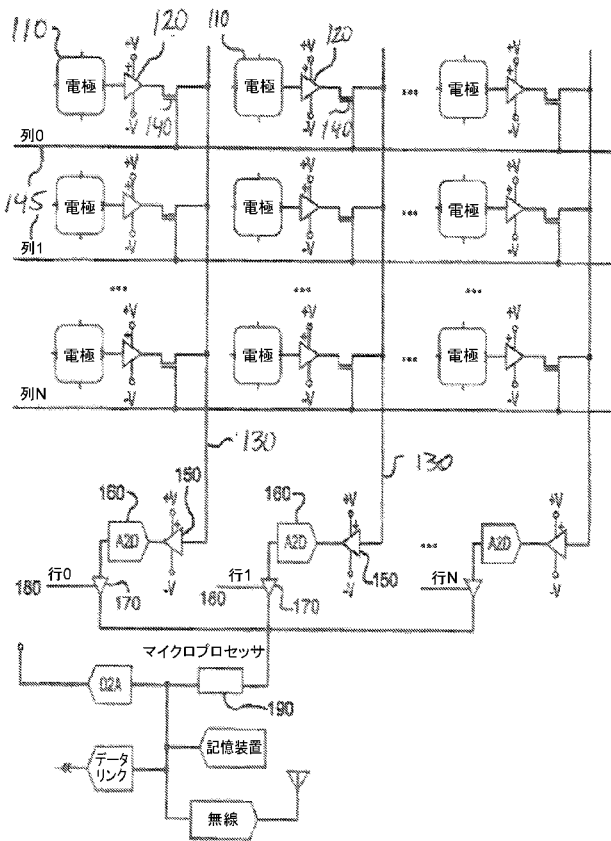 110 120 110 120
+V +V +V
電極 電極 ... 電極
-V 140 -V 140 -V
列0
145
+V +V +V
電極 電極 ... 電極
-V -V -V
列1
... ... ...
+V +V +V
電極 電極 ... 電極
-V -V -V
列N
130 130
160 150 160
+V +V +V
A2D A2D ... A2D
-V -V 150 -V
180 行0 170 160 行1 170 行N
マイクロプロセッサ
D2A
190
記憶装置
データ
リンク
無線